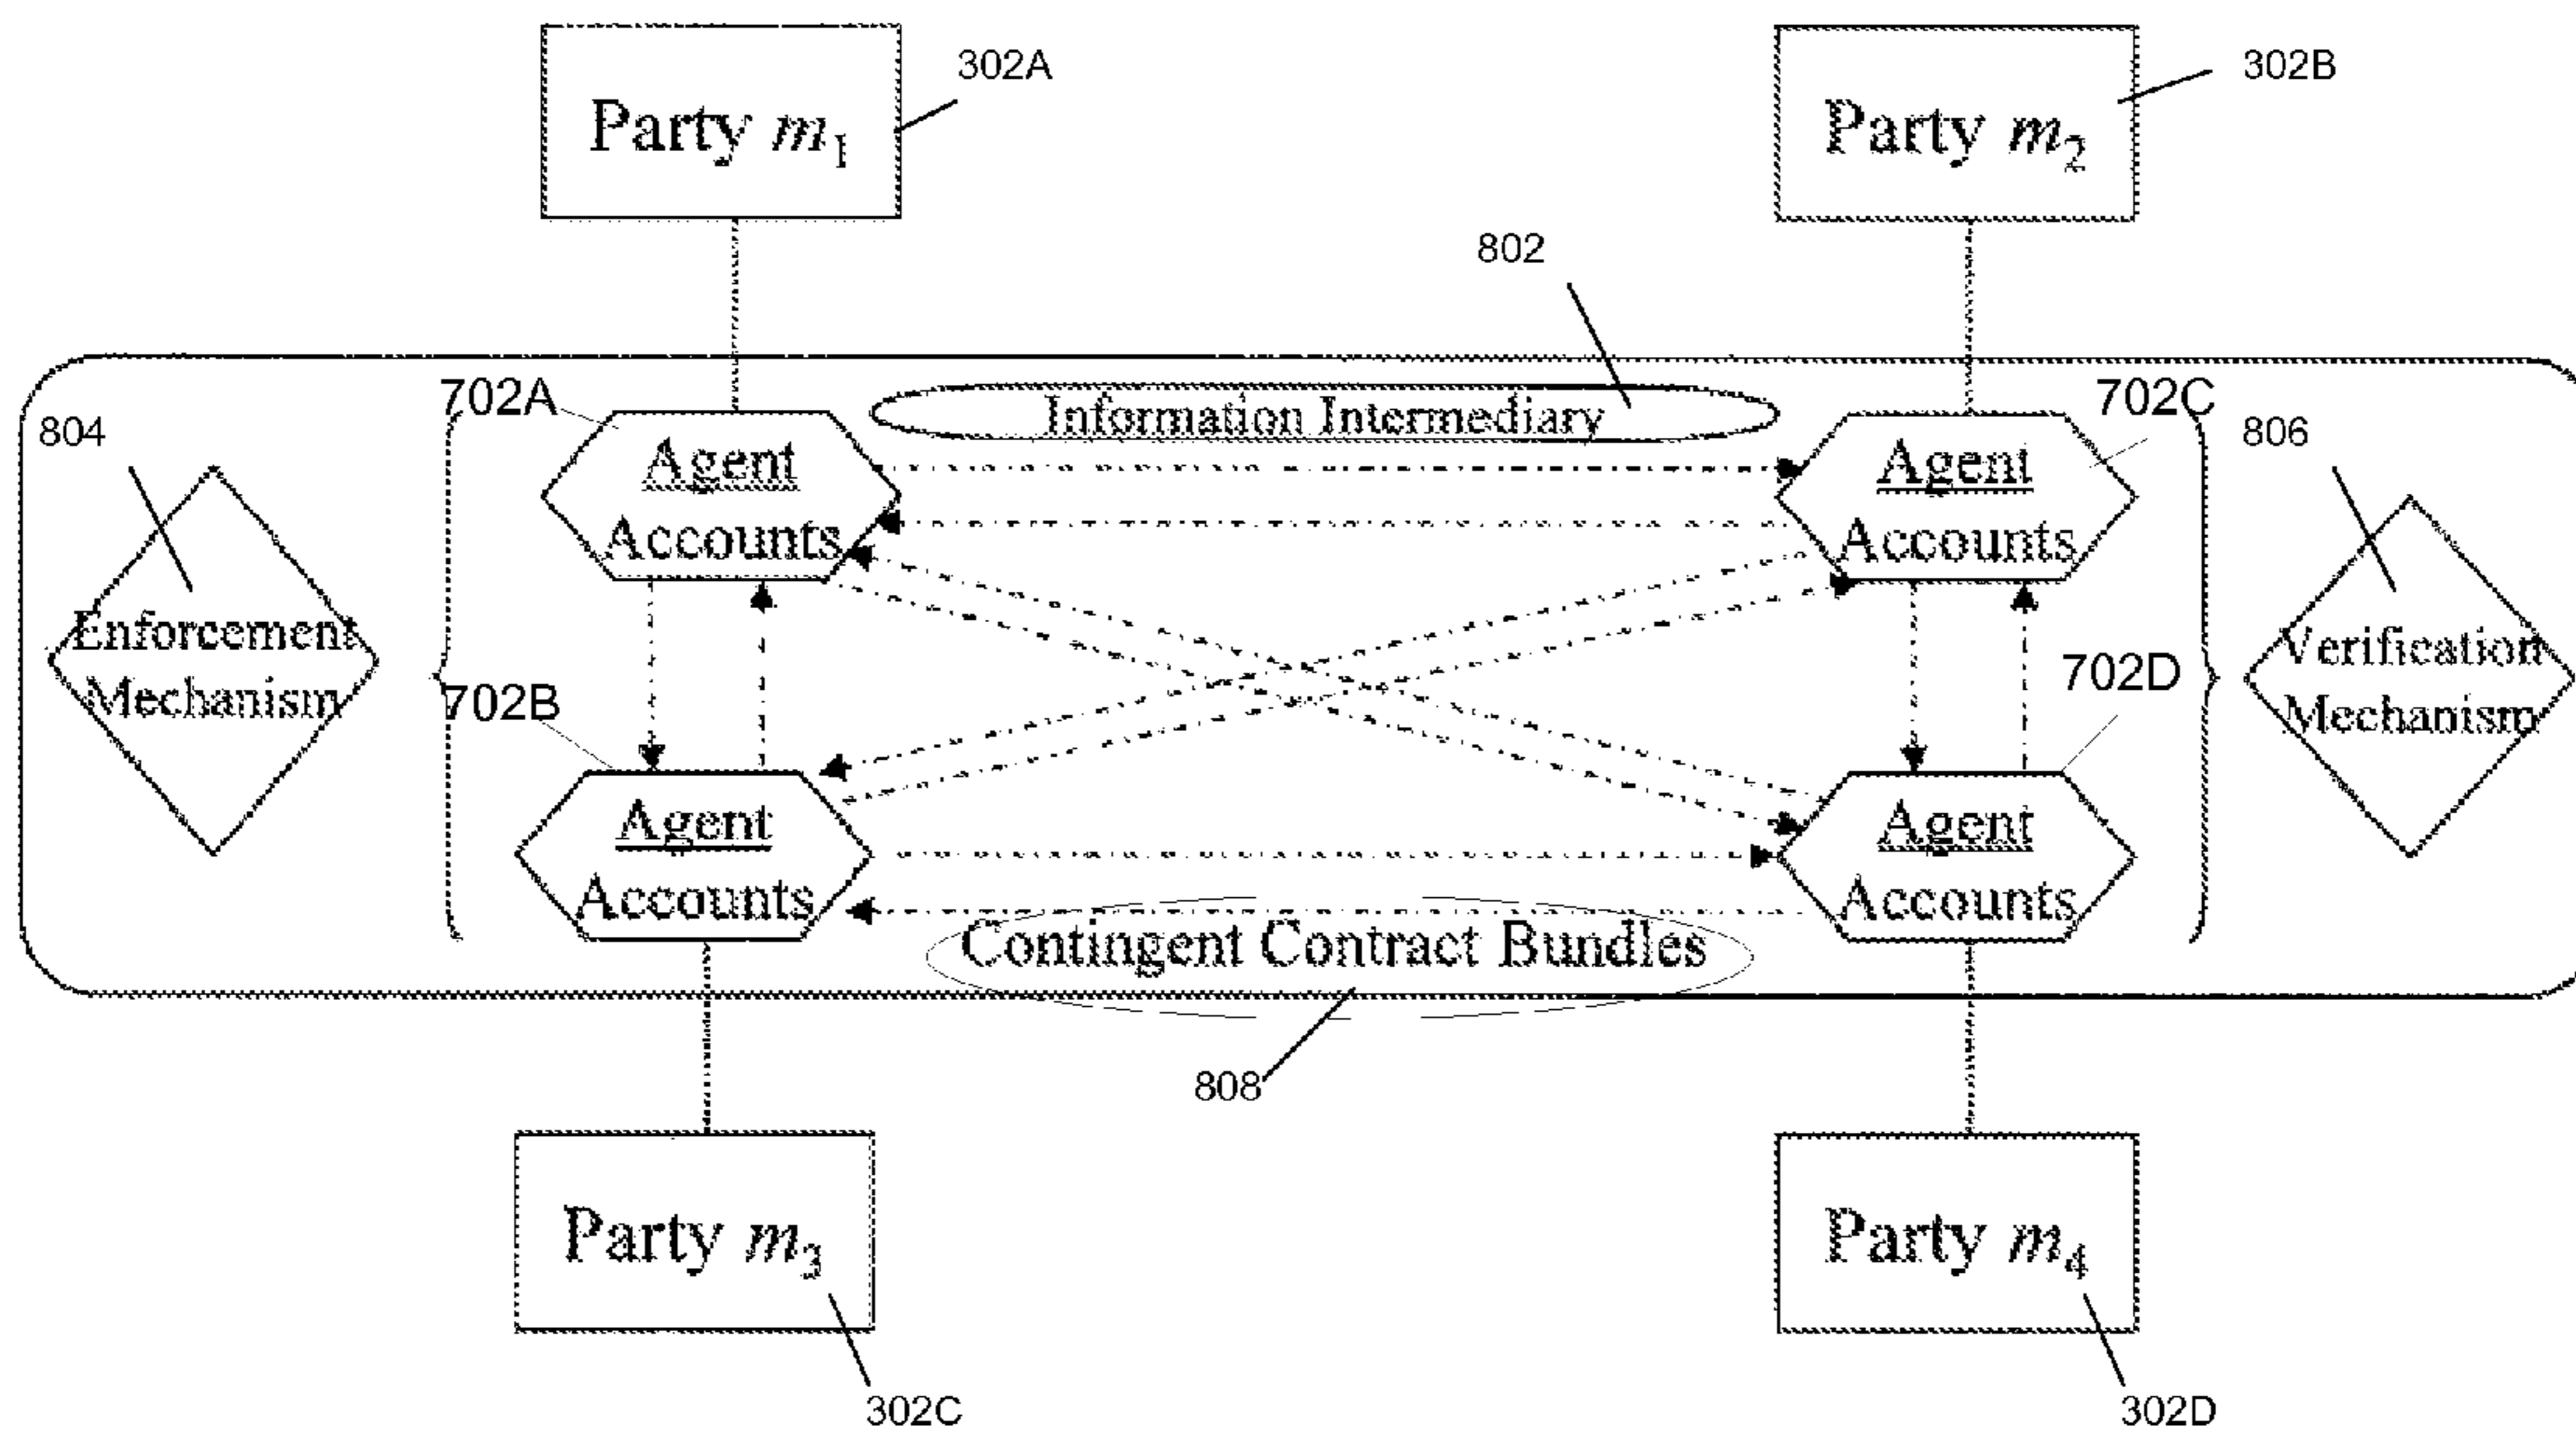 302A
302B
Party m1
Party m2
802
702A
Information Intermediary
702C
804
806
Agent
Accounts
Agent
Accounts
Enforcement
Mechanism
Verification
Mechanism
702B
702D
Agent
Accounts
Agent
Accounts
Contingent Contract Bundles
808
Party m3
Party m4
302C
302D